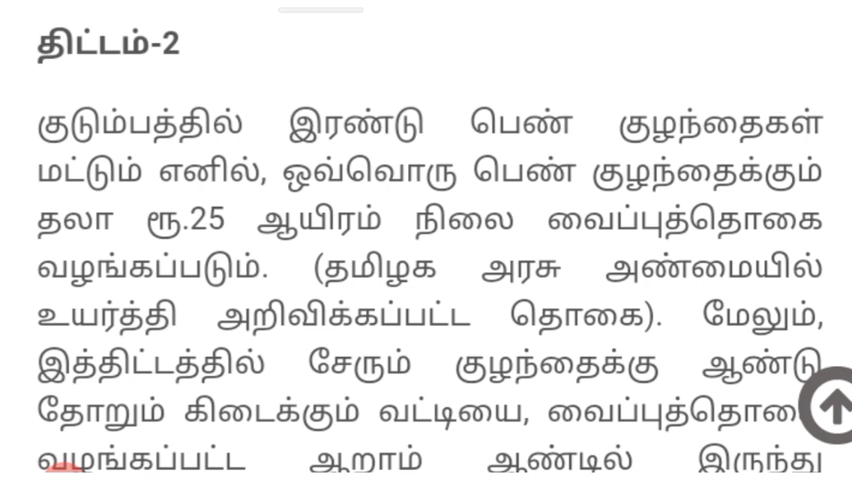 திட்டம்-2
குடும்பத்தில் இரண்டு பெண் குழந்தைகள்
மட்டும் எனில், ஒவ்வொரு பெண் குழந்தைக்கும்
தலா ரூ.25 ஆயிரம் நிலை வைப்புத்தொகை
வழங்கப்படும். (தமிழக அரசு அண்மையில்
உயர்த்தி அறிவிக்கப்பட்ட தொகை). மேலும்,
இத்திட்டத்தில் சேரும் குழந்தைக்கு ஆண்டு
தோறும் கிடைக்கும் வட்டியை, வைப்புத்தொகை
வழங்கப்பட்ட ஆறாம் ஆண்டில் இருந்து